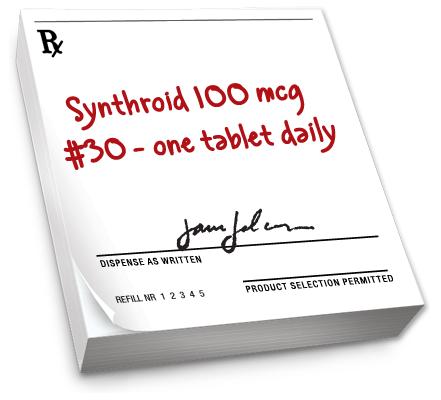 Rx
Synthroid 100 mcg
#30 - one tablet daily
DISPENSE AS WRITTEN
PRODUCT SELECTION PERMITTED
REFILL NR 1 2 3 4 5